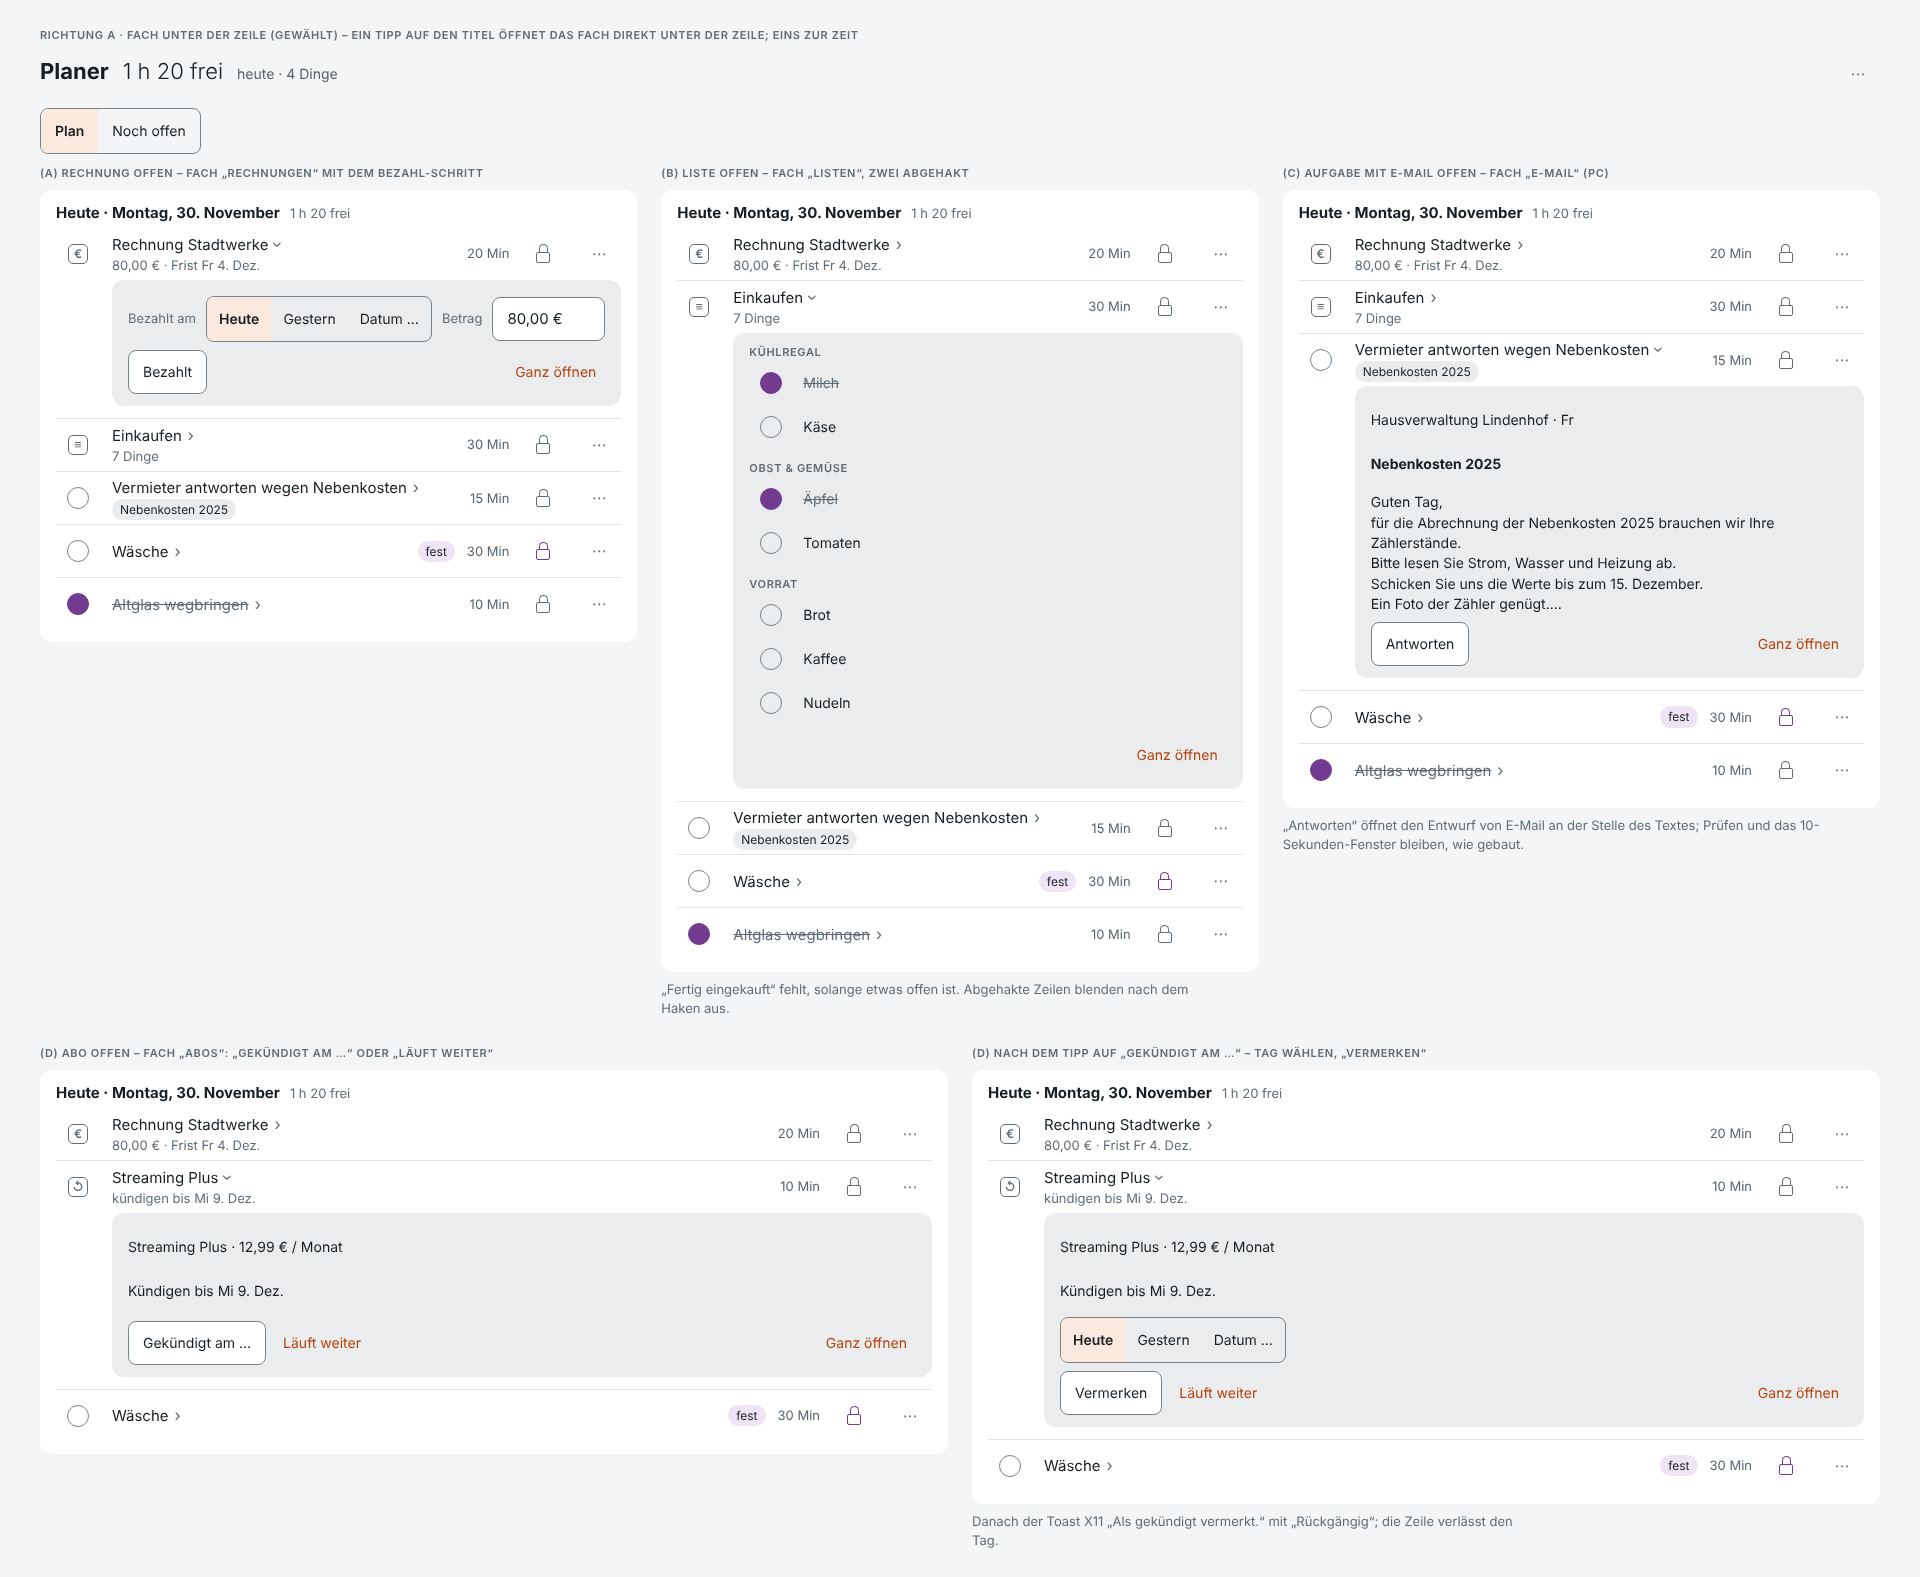 RICHTUNG A · FACH UNTER DER ZEILE (GEWÄHLT) – EIN TIPP AUF DEN TITEL ÖFFNET DAS FACH DIREKT UNTER DER ZEILE; EINS ZUR ZEIT
Planer 1 h 20 frei heute · 4 Dinge ...
Plan Noch offen
(A) RECHNUNG OFFEN – FACH „RECHNUNGEN“ MIT DEM BEZAHL-SCHRITT
Heute · Montag, 30. November 1 h 20 frei
€ Rechnung Stadtwerke 20 Min ...
80,00 € · Frist Fr 4. Dez.
Bezahlt am Heute Gestern Datum ... Betrag 80,00 €
Bezahlt Ganz öffnen
Einkaufen › 30 Min ...
7 Dinge
Vermieter antworten wegen Nebenkosten › 15 Min ...
Nebenkosten 2025
Wäsche › fest 30 Min ...
Altglas wegbringen › 10 Min ...
(B) LISTE OFFEN – FACH „LISTEN“, ZWEI ABGEHAKT
Heute · Montag, 30. November 1 h 20 frei
€ Rechnung Stadtwerke › 20 Min ...
80,00 € · Frist Fr 4. Dez.
Einkaufen 30 Min ...
7 Dinge
KÜHLREGAL
Milch
Käse
OBST & GEMÜSE
Äpfel
Tomaten
VORRAT
Brot
Kaffee
Nudeln
Ganz öffnen
Vermieter antworten wegen Nebenkosten › 15 Min ...
Nebenkosten 2025
Wäsche › fest 30 Min ...
Altglas wegbringen › 10 Min ...
„Fertig eingekauft“ fehlt, solange etwas offen ist. Abgehakte Zeilen blenden nach dem
Haken aus.
(C) AUFGABE MIT E-MAIL OFFEN – FACH „E-MAIL“ (PC)
Heute · Montag, 30. November 1 h 20 frei
€ Rechnung Stadtwerke › 20 Min ...
80,00 € · Frist Fr 4. Dez.
Einkaufen › 30 Min ...
7 Dinge
Vermieter antworten wegen Nebenkosten 15 Min ...
Nebenkosten 2025
Hausverwaltung Lindenhof · Fr
Nebenkosten 2025
Guten Tag,
für die Abrechnung der Nebenkosten 2025 brauchen wir Ihre
Zählerstände.
Bitte lesen Sie Strom, Wasser und Heizung ab.
Schicken Sie uns die Werte bis zum 15. Dezember.
Ein Foto der Zähler genügt....
Antworten Ganz öffnen
Wäsche › fest 30 Min ...
Altglas wegbringen › 10 Min ...
„Antworten“ öffnet den Entwurf von E-Mail an der Stelle des Textes; Prüfen und das 10-
Sekunden-Fenster bleiben, wie gebaut.
(D) ABO OFFEN – FACH „ABOS“: „GEKÜNDIGT AM ...“ ODER „LÄUFT WEITER“
Heute · Montag, 30. November 1 h 20 frei
€ Rechnung Stadtwerke › 20 Min ...
80,00 € · Frist Fr 4. Dez.
Streaming Plus 10 Min ...
kündigen bis Mi 9. Dez.
Streaming Plus · 12,99 € / Monat
Kündigen bis Mi 9. Dez.
Gekündigt am ... Läuft weiter Ganz öffnen
Wäsche › fest 30 Min ...
(D) NACH DEM TIPP AUF „GEKÜNDIGT AM ...“ – TAG WÄHLEN, „VERMERKEN“
Heute · Montag, 30. November 1 h 20 frei
€ Rechnung Stadtwerke › 20 Min ...
80,00 € · Frist Fr 4. Dez.
Streaming Plus 10 Min ...
kündigen bis Mi 9. Dez.
Streaming Plus · 12,99 € / Monat
Kündigen bis Mi 9. Dez.
Heute Gestern Datum ...
Vermerken Läuft weiter Ganz öffnen
Wäsche › fest 30 Min ...
Danach der Toast X11 „Als gekündigt vermerkt.“ mit „Rückgängig“; die Zeile verlässt den
Tag.